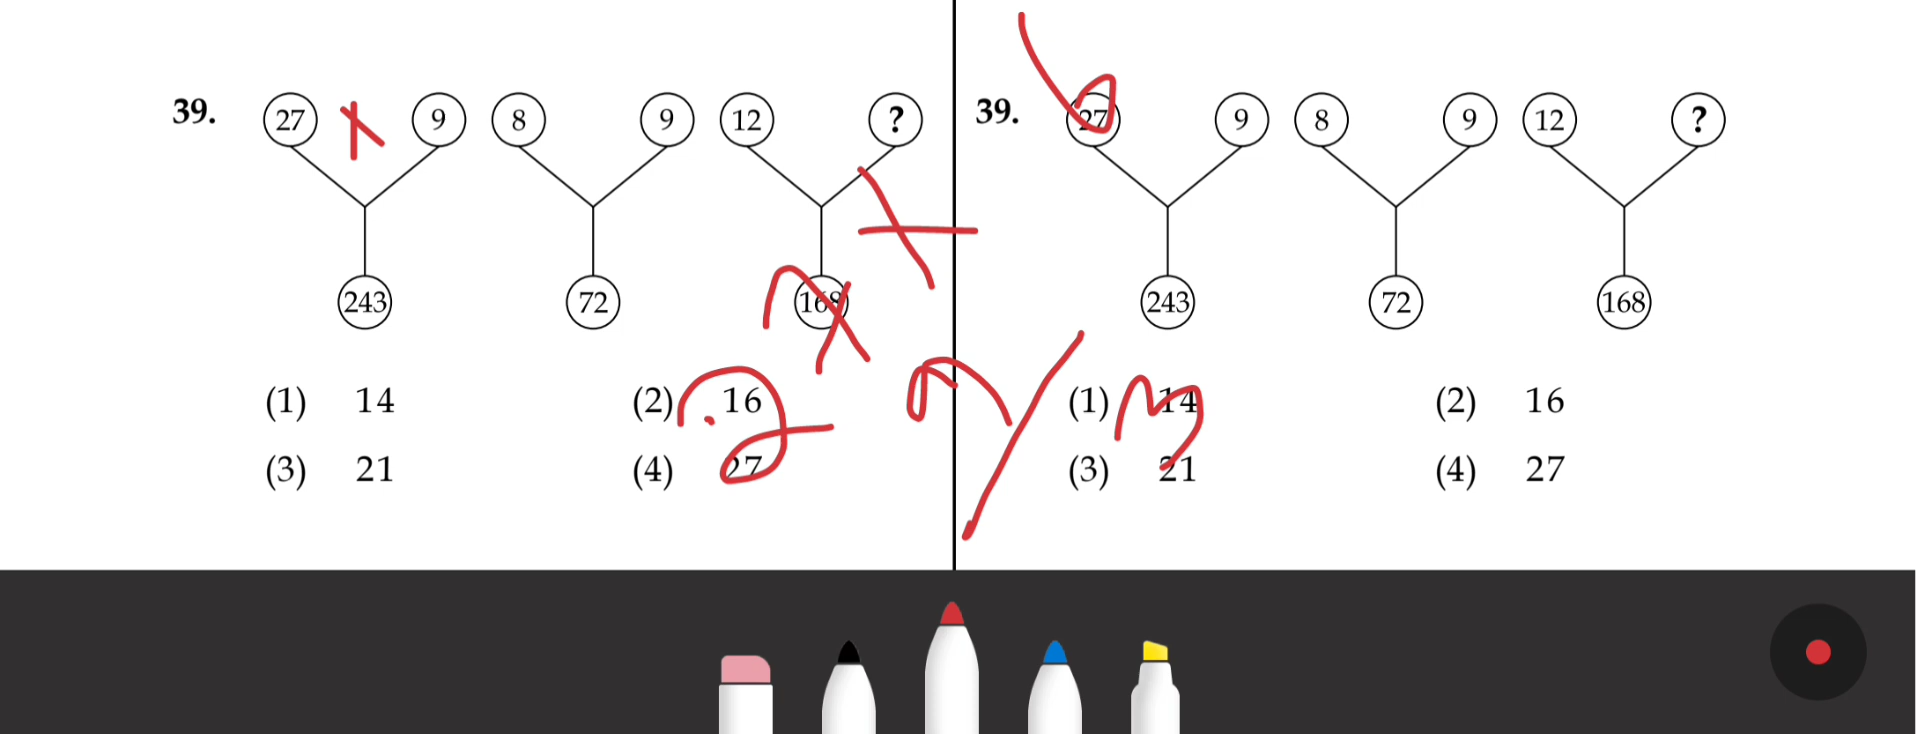 39. 27 9 8 9 12 ?
243 72 168
(1) 14 (2) 16
(3) 21 (4) 27
39. 27 9 8 9 12 ?
243 72 168
(1) 14 (2) 16
(3) 21 (4) 27